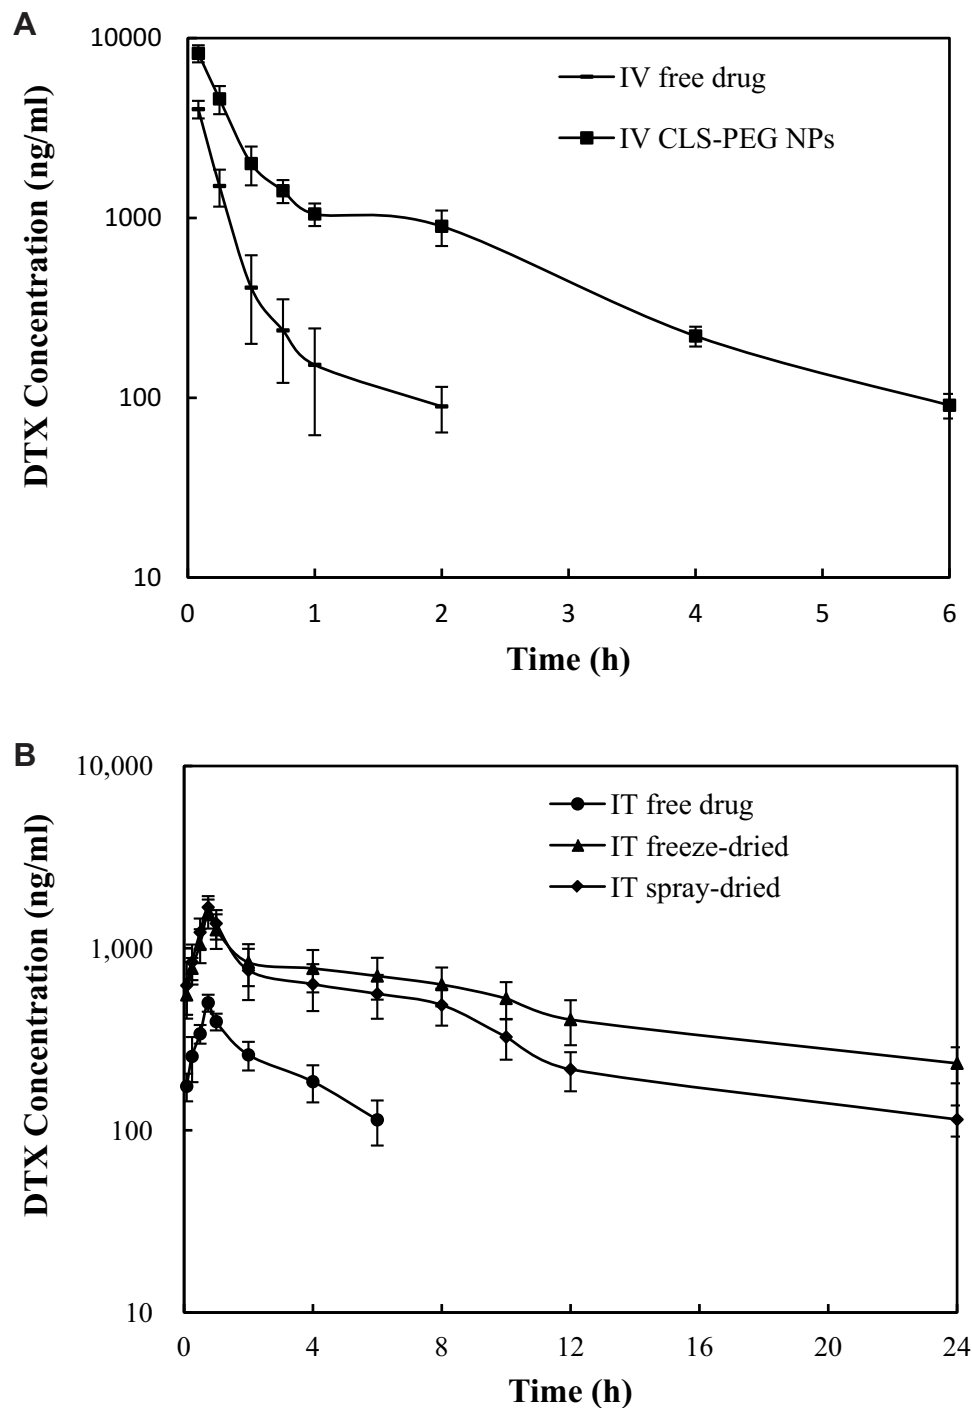 A
10000
1000
100
10
DTX Concentration (ng/ml)
IV free drug
IV CLS-PEG NPs
0 1 2 3 4 5 6
Time (h)
B
10,000
1,000
100
10
DTX Concentration (ng/ml)
IT free drug
IT freeze-dried
IT spray-dried
0 4 8 12 16 20 24
Time (h)